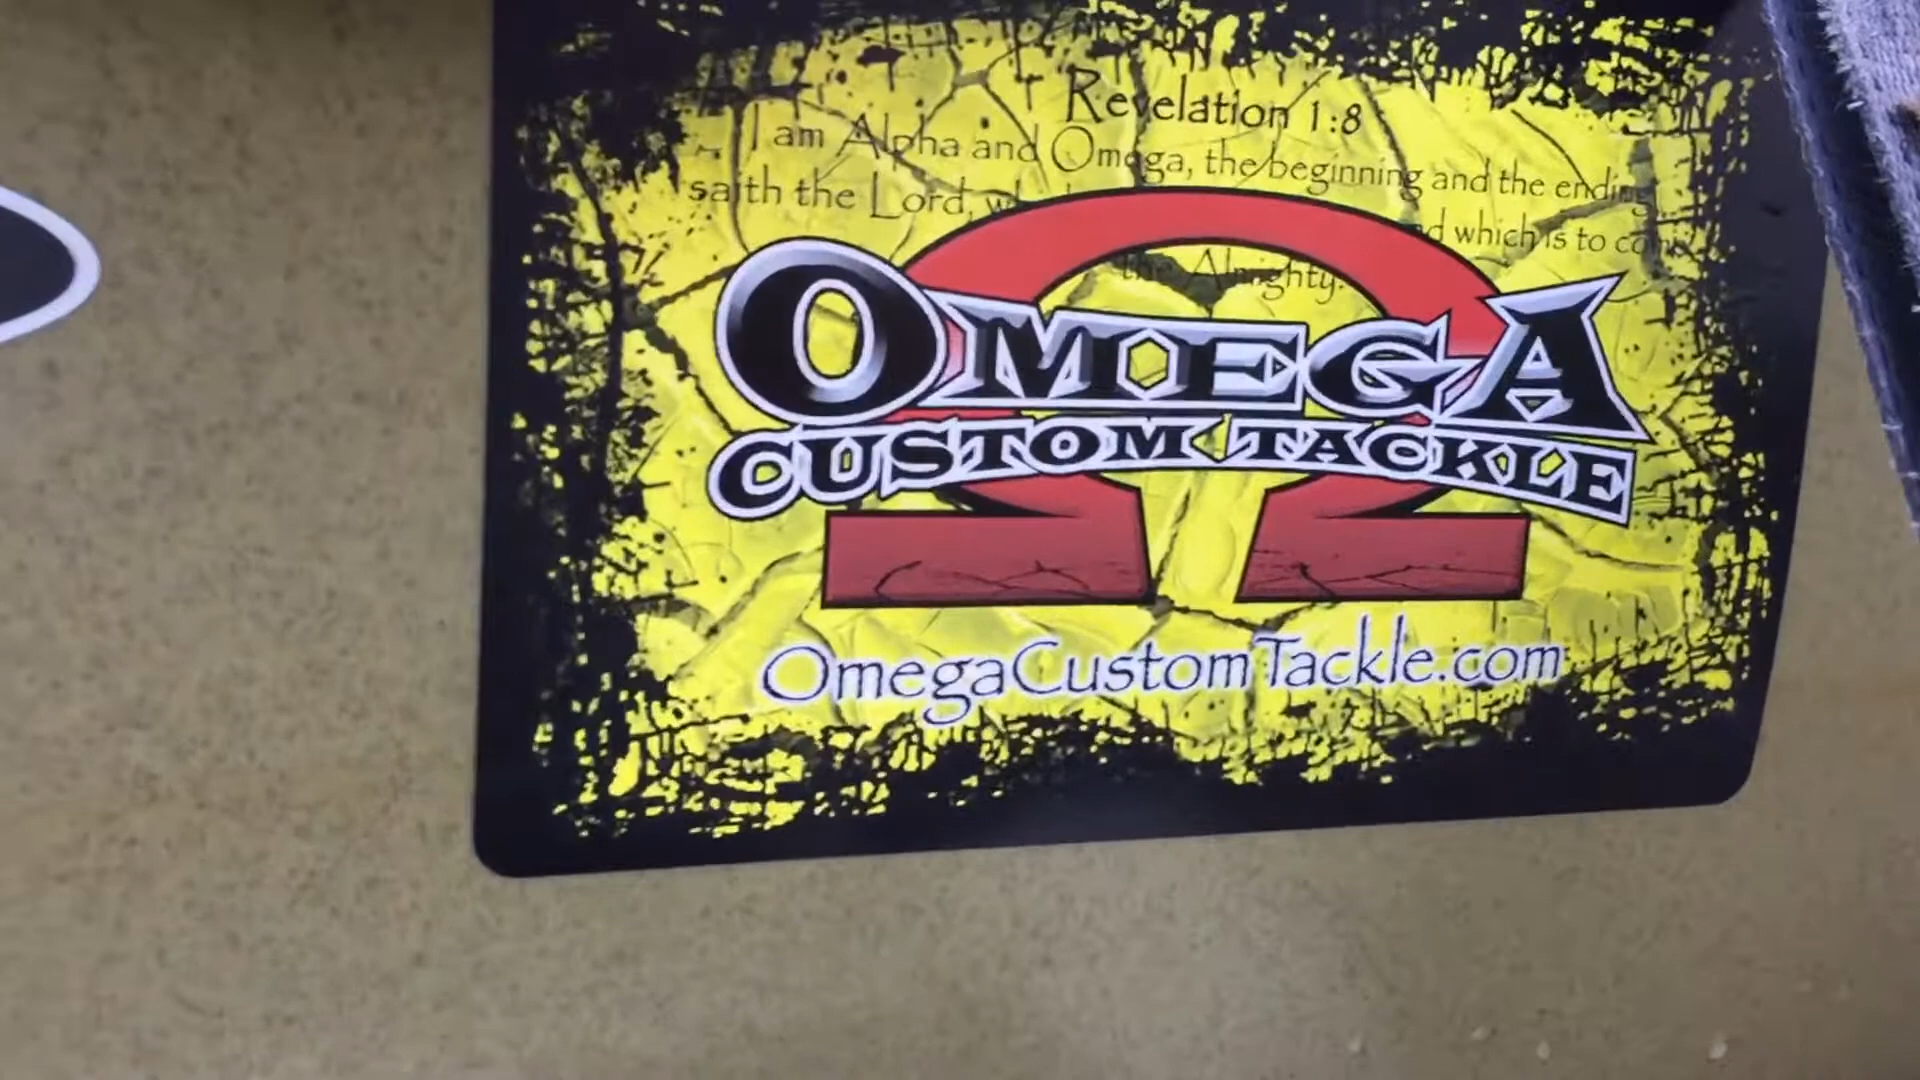 Revelation 1:8
I am Alpha and Omega, the beginning and the ending
saith the Lord, which is to
the Almighty.
OMEGA
CUSTOM TACKLE
OmegaCustomTackle.com